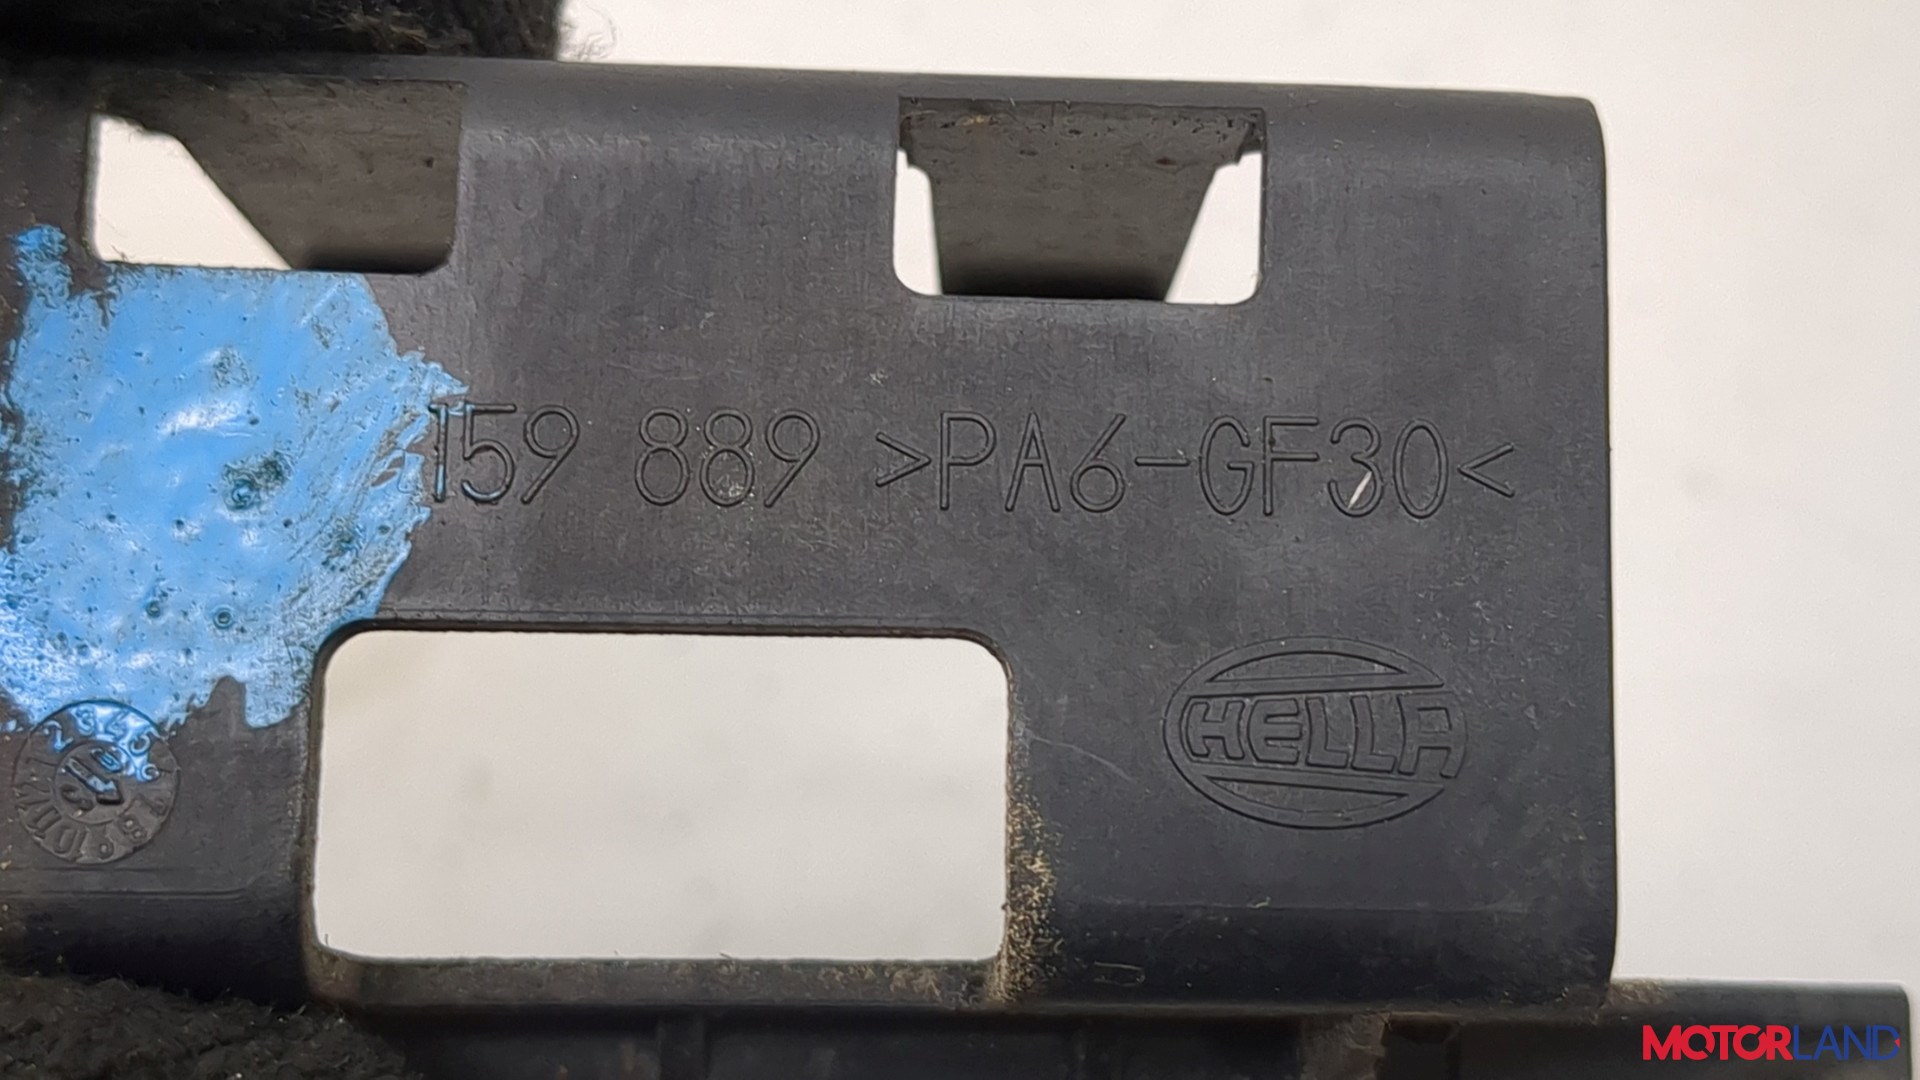 159 889 >PA6-GF30<
HELLA
MOTORLAND